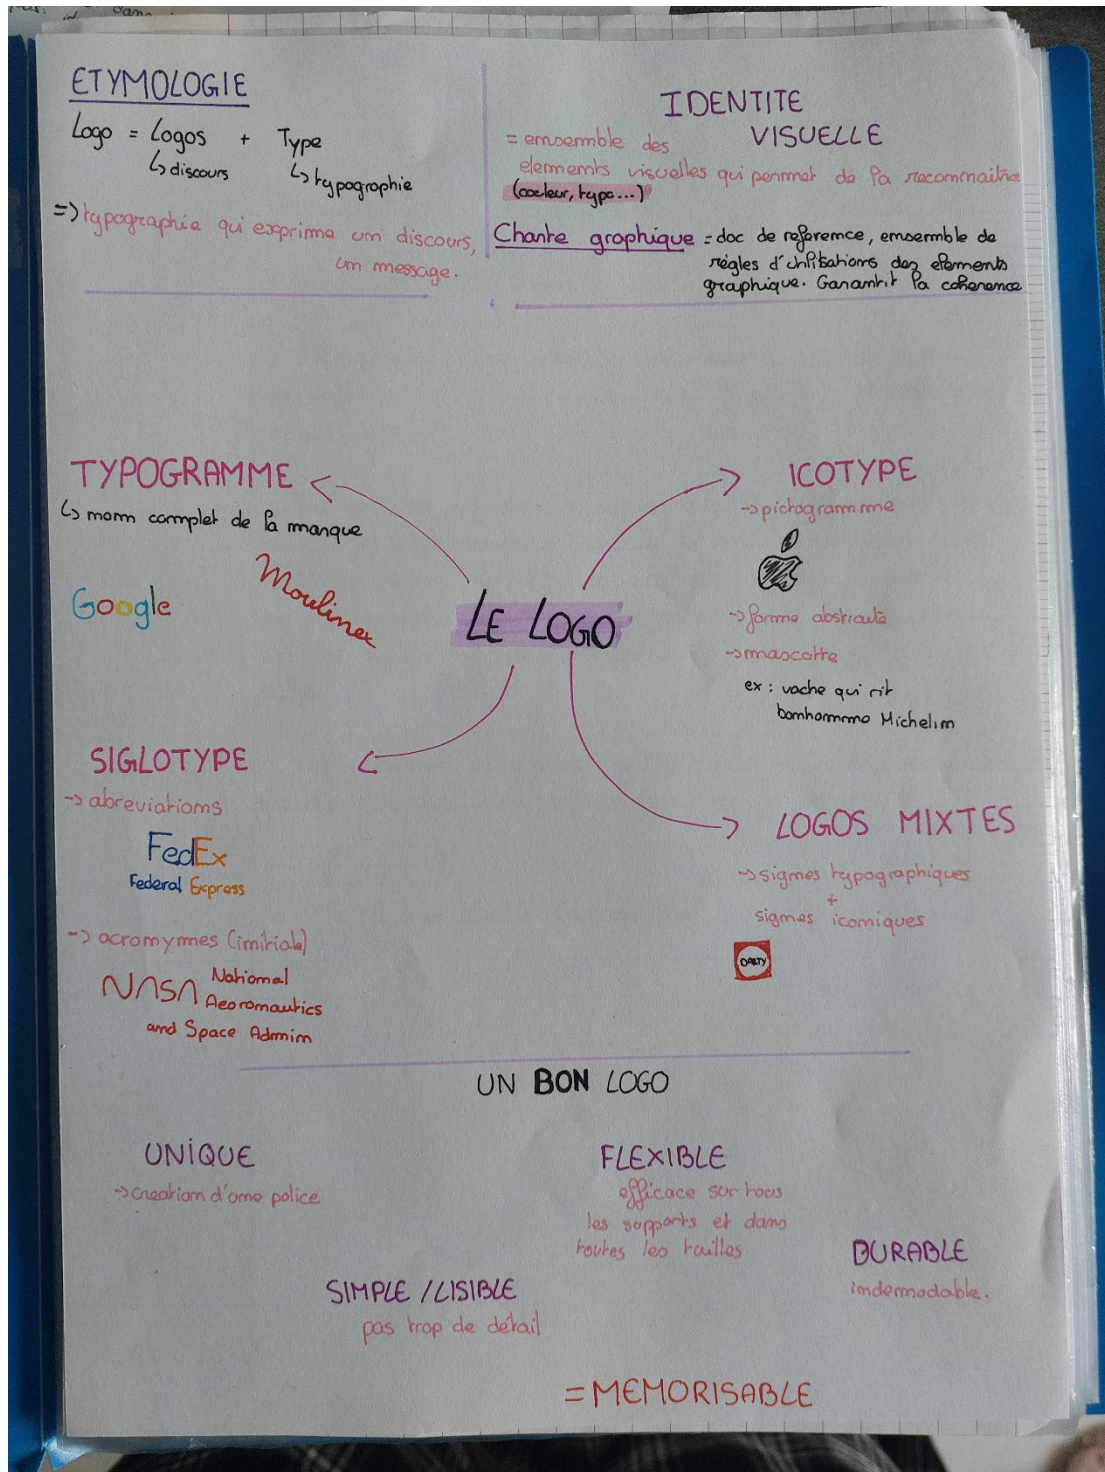 ETYMOLOGIE
Logo = Logos + Type
↳ discours ↳ typographie
=> typographie qui exprime un discours,
un message.
IDENTITE
VISUELLE
= ensemble des
elements visuelles qui permet de la reconnaitre
(couleur, typo...)
Charte graphique = doc de reference, ensemble de
règles d'utilisations des elements
graphique. Garantit la coherence
TYPOGRAMME
↳ nom complet de la marque
Google
Moulinex
ICOTYPE
-> pictogramme
-> forme abstraite
-> mascotte
ex : vache qui rit
bonhomme Michelin
LE LOGO
SIGLOTYPE
-> abreviations
FedEx
Federal Express
-> acronymes (initiale)
NASA National
Aeoronautics
and Space Admin
LOGOS MIXTES
-> signes typographiques
+
signes iconiques
DARTY
UN BON LOGO
UNIQUE
-> creation d'une police
FLEXIBLE
efficace sur tous
les supports et dans
toutes les tailles
DURABLE
indemodable.
SIMPLE / LISIBLE
pas trop de détail
= MEMORISABLE